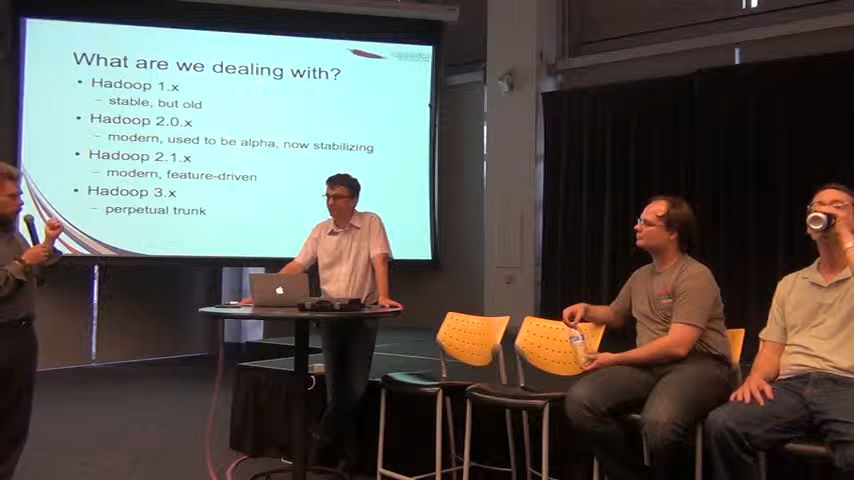 What are we dealing with?
• Hadoop 1.x
– stable, but old
• Hadoop 2.0.x
– modern, used to be alpha, now stabilizing
• Hadoop 2.1.x
– modern, feature-driven
• Hadoop 3.x
– perpetual trunk